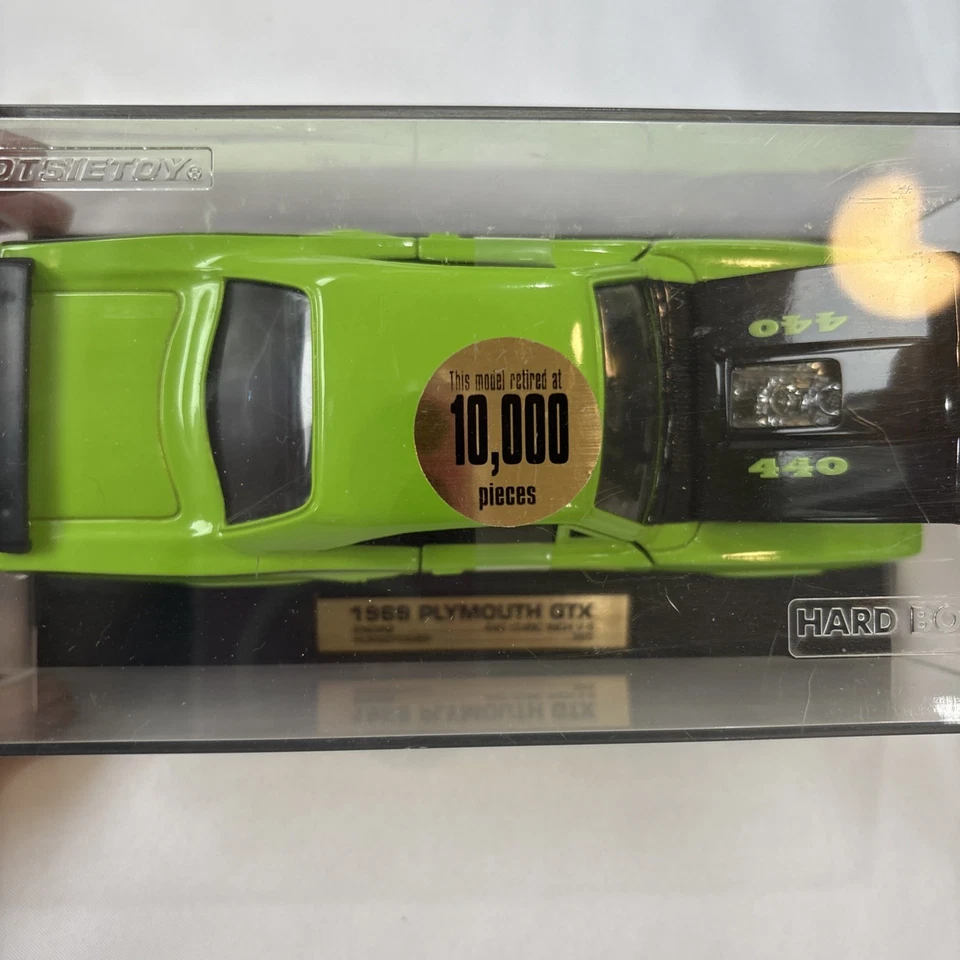 OTSIETOY®
440
This model retired at
10,000
pieces
440
1969 PLYMOUTH GTX
HARD BO